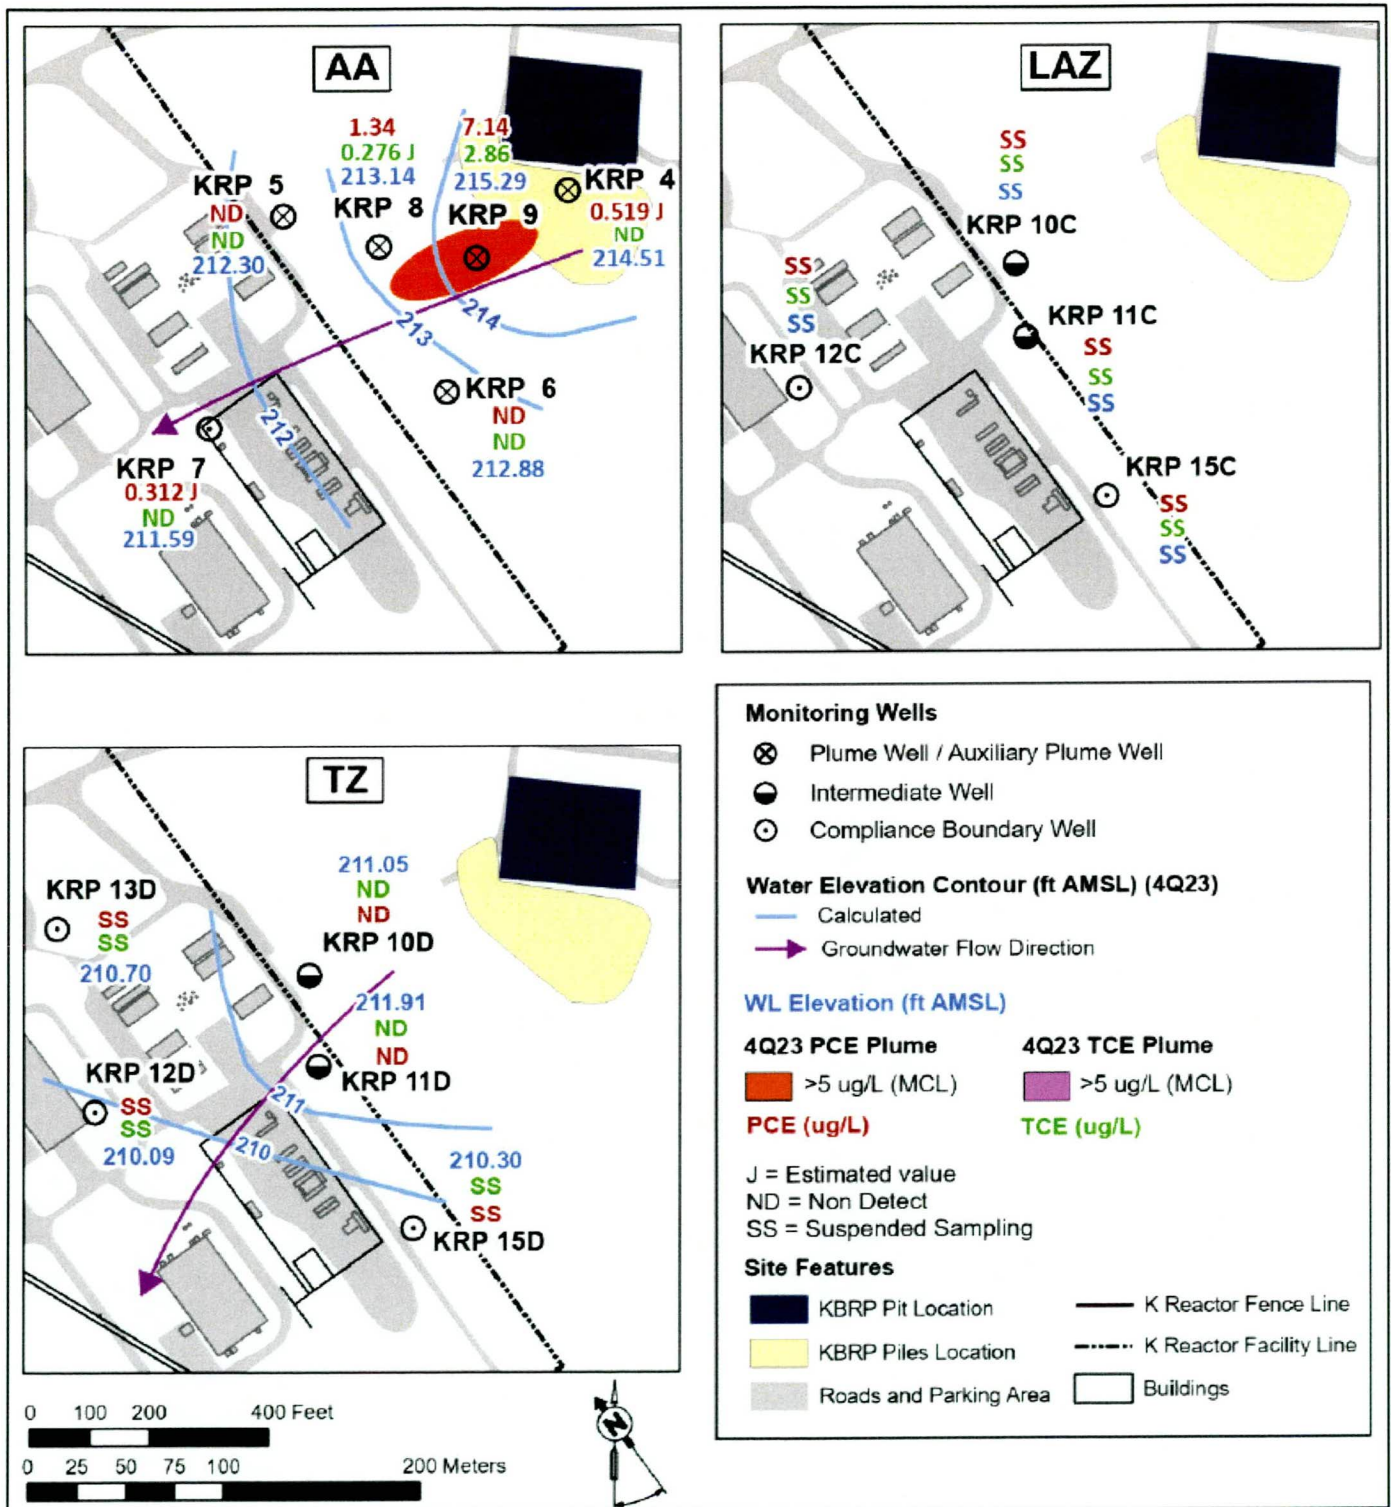 AA
1.34
0.276 J
213.14
7.14
2.86
215.29
KRP 5
ND
ND
212.30
KRP 8
KRP 9
KRP 4
0.519 J
ND
214.51
213
214
KRP 6
ND
ND
212.88
212
KRP 7
0.312 J
ND
211.59
LAZ
SS
SS
SS
KRP 10C
SS
SS
SS
KRP 12C
KRP 11C
SS
SS
SS
KRP 15C
SS
SS
SS
TZ
211.05
ND
ND
KRP 10D
KRP 13D
SS
SS
210.70
211.91
ND
ND
KRP 11D
KRP 12D
SS
SS
210.09
211
210
210.30
SS
SS
KRP 15D
Monitoring Wells
Plume Well / Auxiliary Plume Well
Intermediate Well
Compliance Boundary Well
Water Elevation Contour (ft AMSL) (4Q23)
Calculated
Groundwater Flow Direction
WL Elevation (ft AMSL)
4Q23 PCE Plume
>5 ug/L (MCL)
PCE (ug/L)
4Q23 TCE Plume
>5 ug/L (MCL)
TCE (ug/L)
J = Estimated value
ND = Non Detect
SS = Suspended Sampling
Site Features
KBRP Pit Location
KBRP Piles Location
Roads and Parking Area
K Reactor Fence Line
K Reactor Facility Line
Buildings
0 100 200 400 Feet
0 25 50 75 100 200 Meters
N